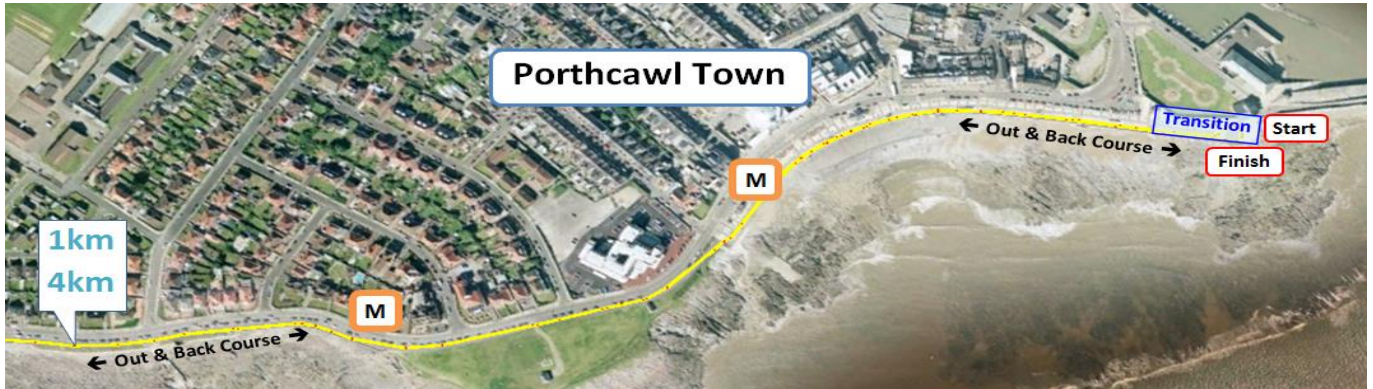 Porthcawl Town
Transition
Start
← Out & Back Course →
Finish
M
1km
4km
M
← Out & Back Course →